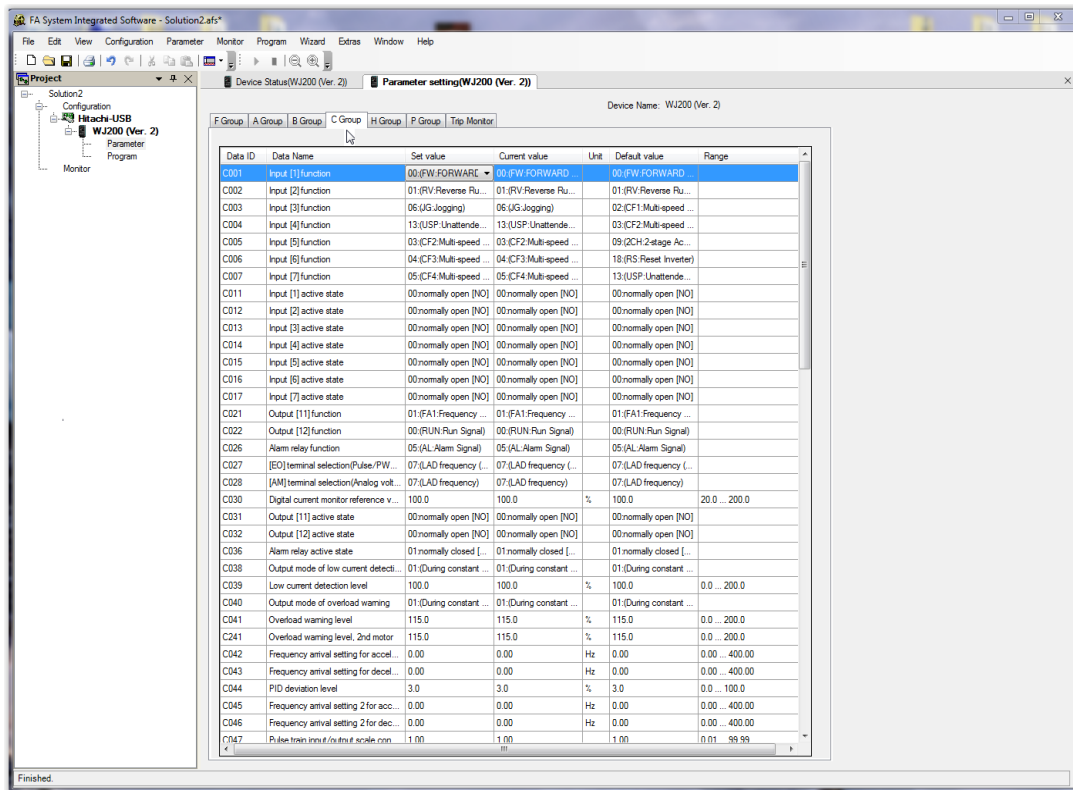 FA System Integrated Software - Solution2.afs*
File Edit View Configuration Parameter Monitor Program Wizard Extras Window Help
Project
Solution2
Configuration
Hitachi-USB
WJ200 (Ver. 2)
Parameter
Program
Monitor
Device Status(WJ200 (Ver. 2)) Parameter setting(WJ200 (Ver. 2))
Device Name: WJ200 (Ver. 2)
F Group A Group B Group C Group H Group P Group Trip Monitor
Data ID Data Name Set value Current value Unit Default value Range
C001 Input [1] function 00:(FW:FORWARD 00:(FW:FORWARD ... 00:(FW:FORWARD ...
C002 Input [2] function 01:(RV:Reverse Ru... 01:(RV:Reverse Ru... 01:(RV:Reverse Ru...
C003 Input [3] function 06:(JG:Jogging) 06:(JG:Jogging) 02:(CF1:Multi-speed ...
C004 Input [4] function 13:(USP:Unattende... 13:(USP:Unattende... 03:(CF2:Multi-speed ...
C005 Input [5] function 03:(CF2:Multi-speed ... 03:(CF2:Multi-speed ... 09:(2CH:2-stage Ac...
C006 Input [6] function 04:(CF3:Multi-speed ... 04:(CF3:Multi-speed ... 18:(RS:Reset Inverter)
C007 Input [7] function 05:(CF4:Multi-speed ... 05:(CF4:Multi-speed ... 13:(USP:Unattende...
C011 Input [1] active state 00:normally open [NO] 00:normally open [NO] 00:normally open [NO]
C012 Input [2] active state 00:normally open [NO] 00:normally open [NO] 00:normally open [NO]
C013 Input [3] active state 00:normally open [NO] 00:normally open [NO] 00:normally open [NO]
C014 Input [4] active state 00:normally open [NO] 00:normally open [NO] 00:normally open [NO]
C015 Input [5] active state 00:normally open [NO] 00:normally open [NO] 00:normally open [NO]
C016 Input [6] active state 00:normally open [NO] 00:normally open [NO] 00:normally open [NO]
C017 Input [7] active state 00:normally open [NO] 00:normally open [NO] 00:normally open [NO]
C021 Output [11] function 01:(FA1:Frequency ... 01:(FA1:Frequency ... 01:(FA1:Frequency ...
C022 Output [12] function 00:(RUN:Run Signal) 00:(RUN:Run Signal) 00:(RUN:Run Signal)
C026 Alarm relay function 05:(AL:Alarm Signal) 05:(AL:Alarm Signal) 05:(AL:Alarm Signal)
C027 [EO] terminal selection(Pulse/PW... 07:(LAD frequency (... 07:(LAD frequency (... 07:(LAD frequency (...
C028 [AM] terminal selection(Analog volt... 07:(LAD frequency) 07:(LAD frequency) 07:(LAD frequency)
C030 Digital current monitor reference v... 100.0 100.0 % 100.0 20.0 ... 200.0
C031 Output [11] active state 00:normally open [NO] 00:normally open [NO] 00:normally open [NO]
C032 Output [12] active state 00:normally open [NO] 00:normally open [NO] 00:normally open [NO]
C036 Alarm relay active state 01:normally closed [... 01:normally closed [... 01:normally closed [...
C038 Output mode of low current detecti... 01:(During constant ... 01:(During constant ... 01:(During constant ...
C039 Low current detection level 100.0 100.0 % 100.0 0.0 ... 200.0
C040 Output mode of overload warning 01:(During constant ... 01:(During constant ... 01:(During constant ...
C041 Overload warning level 115.0 115.0 % 115.0 0.0 ... 200.0
C241 Overload warning level, 2nd motor 115.0 115.0 % 115.0 0.0 ... 200.0
C042 Frequency arrival setting for accel... 0.00 0.00 Hz 0.00 0.00 ... 400.00
C043 Frequency arrival setting for decel... 0.00 0.00 Hz 0.00 0.00 ... 400.00
C044 PID deviation level 3.0 3.0 % 3.0 0.0 ... 100.0
C045 Frequency arrival setting 2 for acc... 0.00 0.00 Hz 0.00 0.00 ... 400.00
C046 Frequency arrival setting 2 for dec... 0.00 0.00 Hz 0.00 0.00 ... 400.00
C047 Pulse train input/output scale con... 1.00 1.00 1.00 0.01 ... 99.99
Finished.